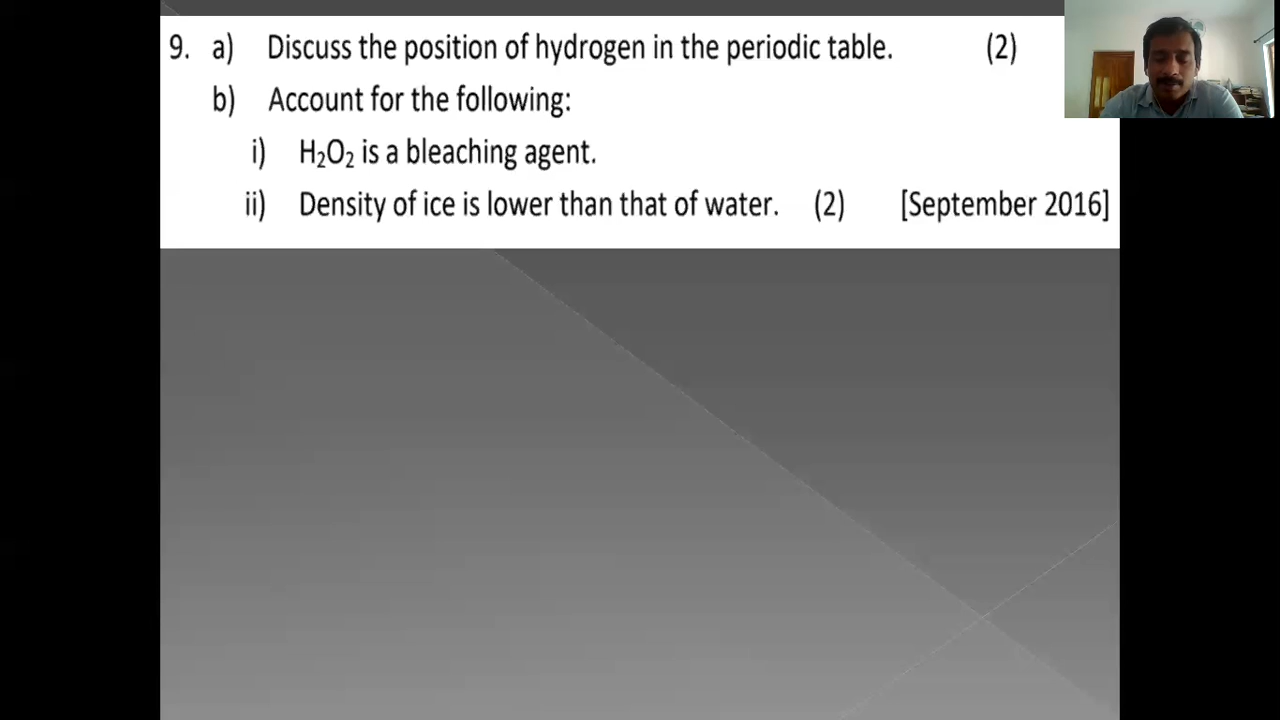 9. a) Discuss the position of hydrogen in the periodic table. (2)
b) Account for the following:
i) H₂O₂ is a bleaching agent.
ii) Density of ice is lower than that of water. (2) [September 2016]